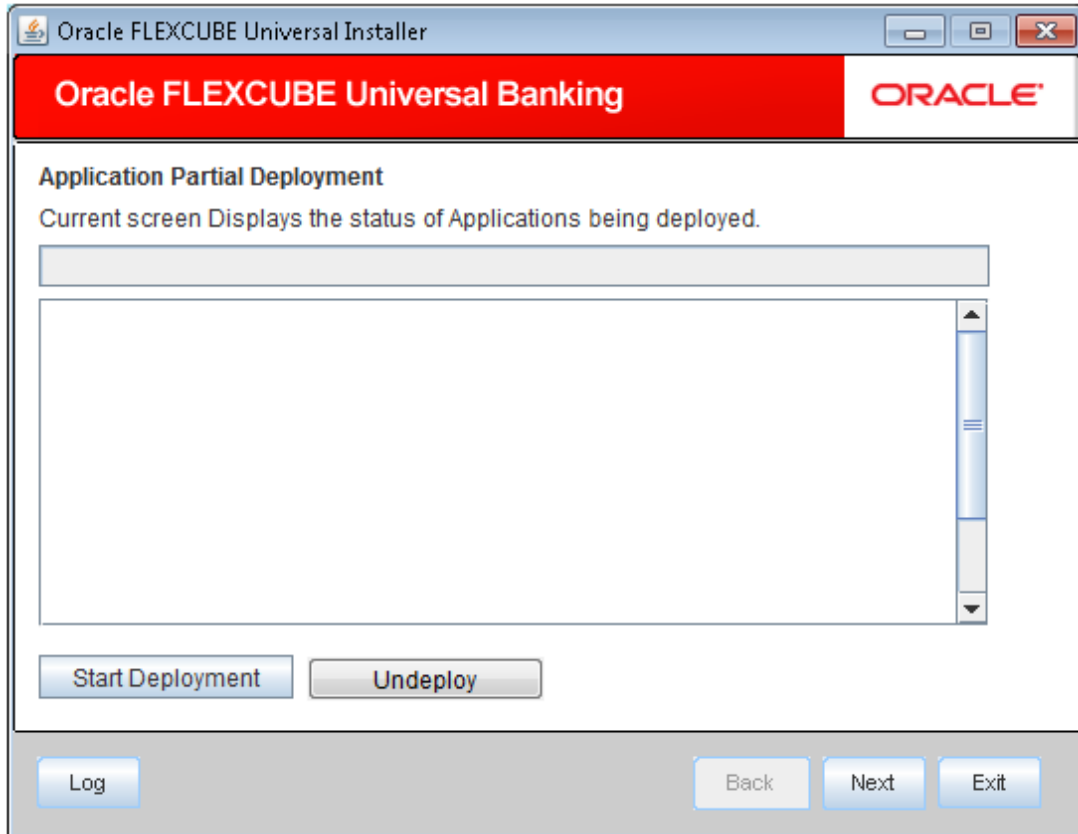 Oracle FLEXCUBE Universal Installer
Oracle FLEXCUBE Universal Banking
ORACLE
Application Partial Deployment
Current screen Displays the status of Applications being deployed.
Start Deployment Undeploy
Log Back Next Exit